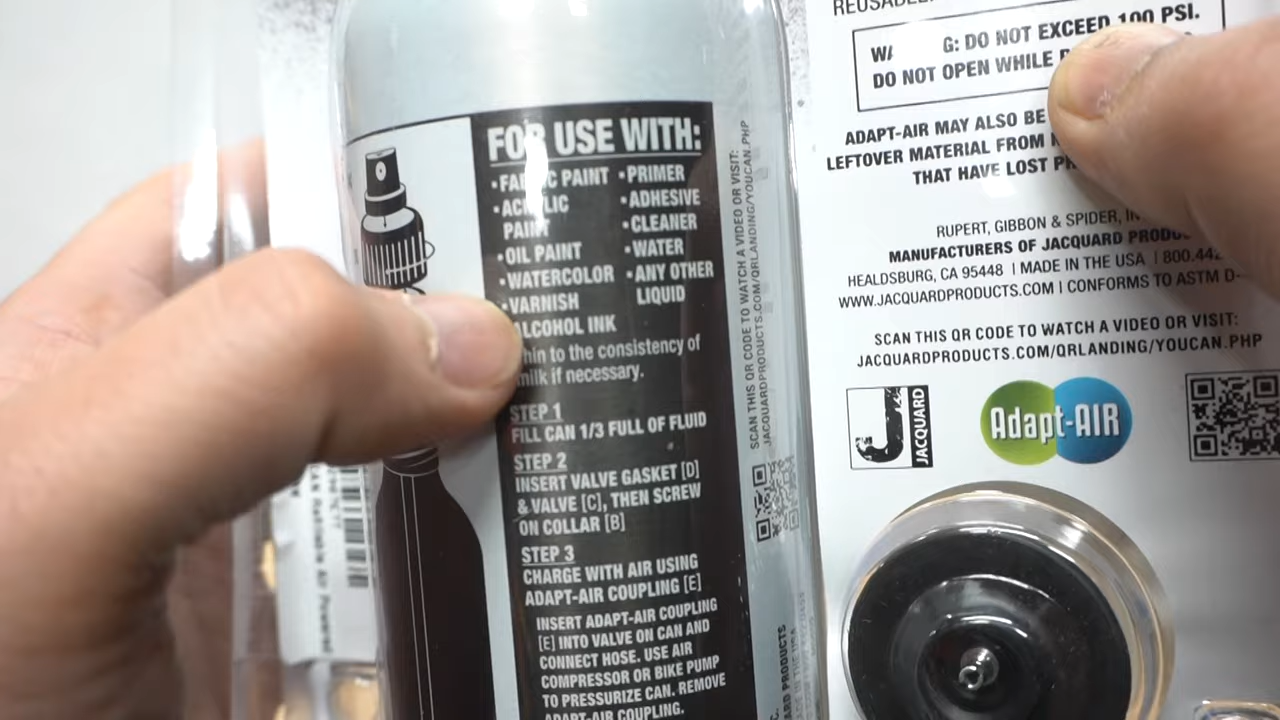 FOR USE WITH:
•FABRIC PAINT
•ACRYLIC
PAINT
•OIL PAINT
•WATERCOLOR
•VARNISH
ALCOHOL INK
•PRIMER
•ADHESIVE
•CLEANER
•WATER
•ANY OTHER
LIQUID
to the consistency of
milk if necessary.
STEP 1
FILL CAN 1/3 FULL OF FLUID
STEP 2
INSERT VALVE GASKET [D]
& VALVE [C], THEN SCREW
ON COLLAR [B]
STEP 3
CHARGE WITH AIR USING
ADAPT-AIR COUPLING [E]
INSERT ADAPT-AIR COUPLING
[E] INTO VALVE ON CAN AND
CONNECT HOSE. USE AIR
COMPRESSOR OR BIKE PUMP
TO PRESSURIZE CAN. REMOVE
ADAPT-AIR COUPLING.
SCAN THIS QR CODE TO WATCH A VIDEO OR VISIT:
JACQUARDPRODUCTS.COM/QRLANDING/YOUCAN.PHP
REUSABLE
G: DO NOT EXCEED 100 PSI.
DO NOT OPEN WHILE
ADAPT-AIR MAY ALSO BE
LEFTOVER MATERIAL FROM
THAT HAVE LOST
RUPERT, GIBBON & SPIDER,
MANUFACTURERS OF JACQUARD
HEALDSBURG, CA 95448 | MADE IN THE USA | 800.442
WWW.JACQUARDPRODUCTS.COM | CONFORMS TO ASTM D-
SCAN THIS QR CODE TO WATCH A VIDEO OR VISIT:
JACQUARDPRODUCTS.COM/QRLANDING/YOUCAN.PHP
J JACQUARD
Adapt-AIR